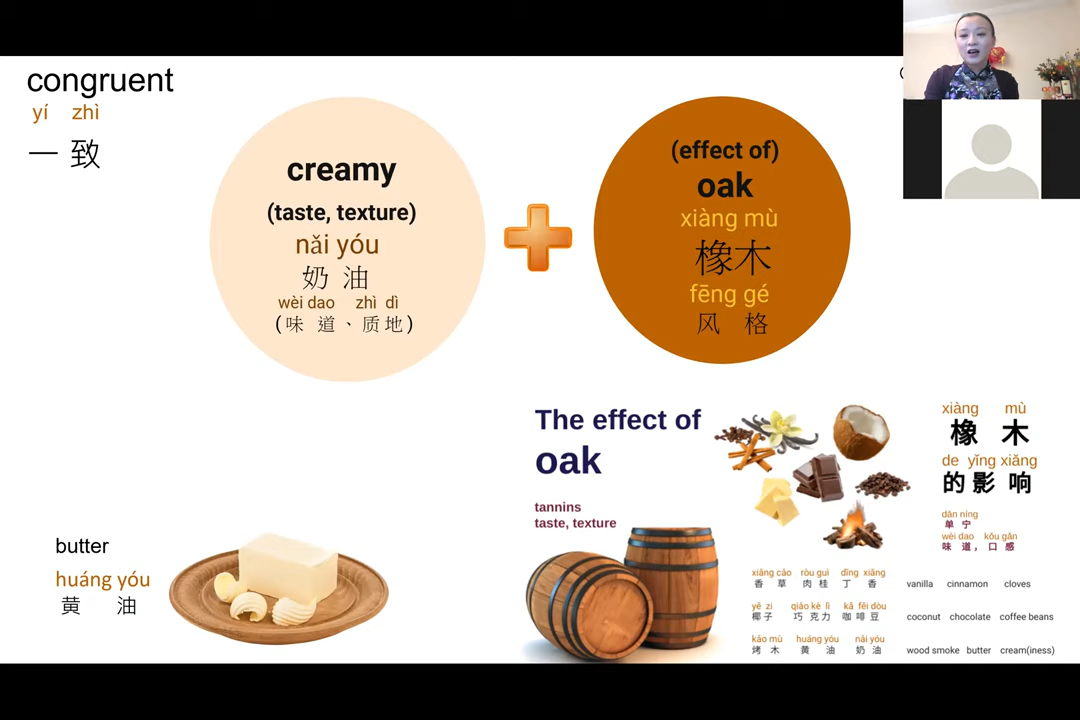 congruent
yí zhì
一 致
creamy
(taste, texture)
nǎi yóu
奶 油
wèi dao zhì dì
(味 道、质地)
(effect of)
oak
xiàng mù
橡木
fēng gé
风 格
butter
huáng yóu
黄 油
The effect of
oak
tannins
taste, texture
xiàng mù
橡 木
de yǐng xiǎng
的 影 响
dān níng
单 宁
wèi dao kǒu gǎn
味 道，口 感
xiāng cǎo ròu guì dīng xiāng
香 草 肉 桂 丁 香
vanilla cinnamon cloves
yē zi qiǎo kè lì kā fēi dòu
椰子 巧克力 咖啡豆
coconut chocolate coffee beans
kǎo mù huáng yóu nǎi yóu
烤 木 黄 油 奶 油
wood smoke butter cream(iness)